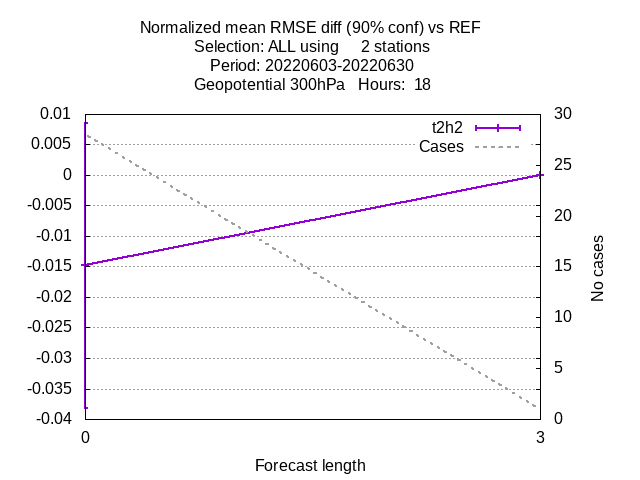 Normalized mean RMSE diff (90% conf) vs REF
Selection: ALL using     2 stations
Period: 20220603-20220630
Geopotential 300hPa   Hours:  18
t2h2
Cases
0.01
0.005
0
-0.005
-0.01
-0.015
-0.02
-0.025
-0.03
-0.035
-0.04
30
25
20
15
10
5
0
No cases
0
3
Forecast length